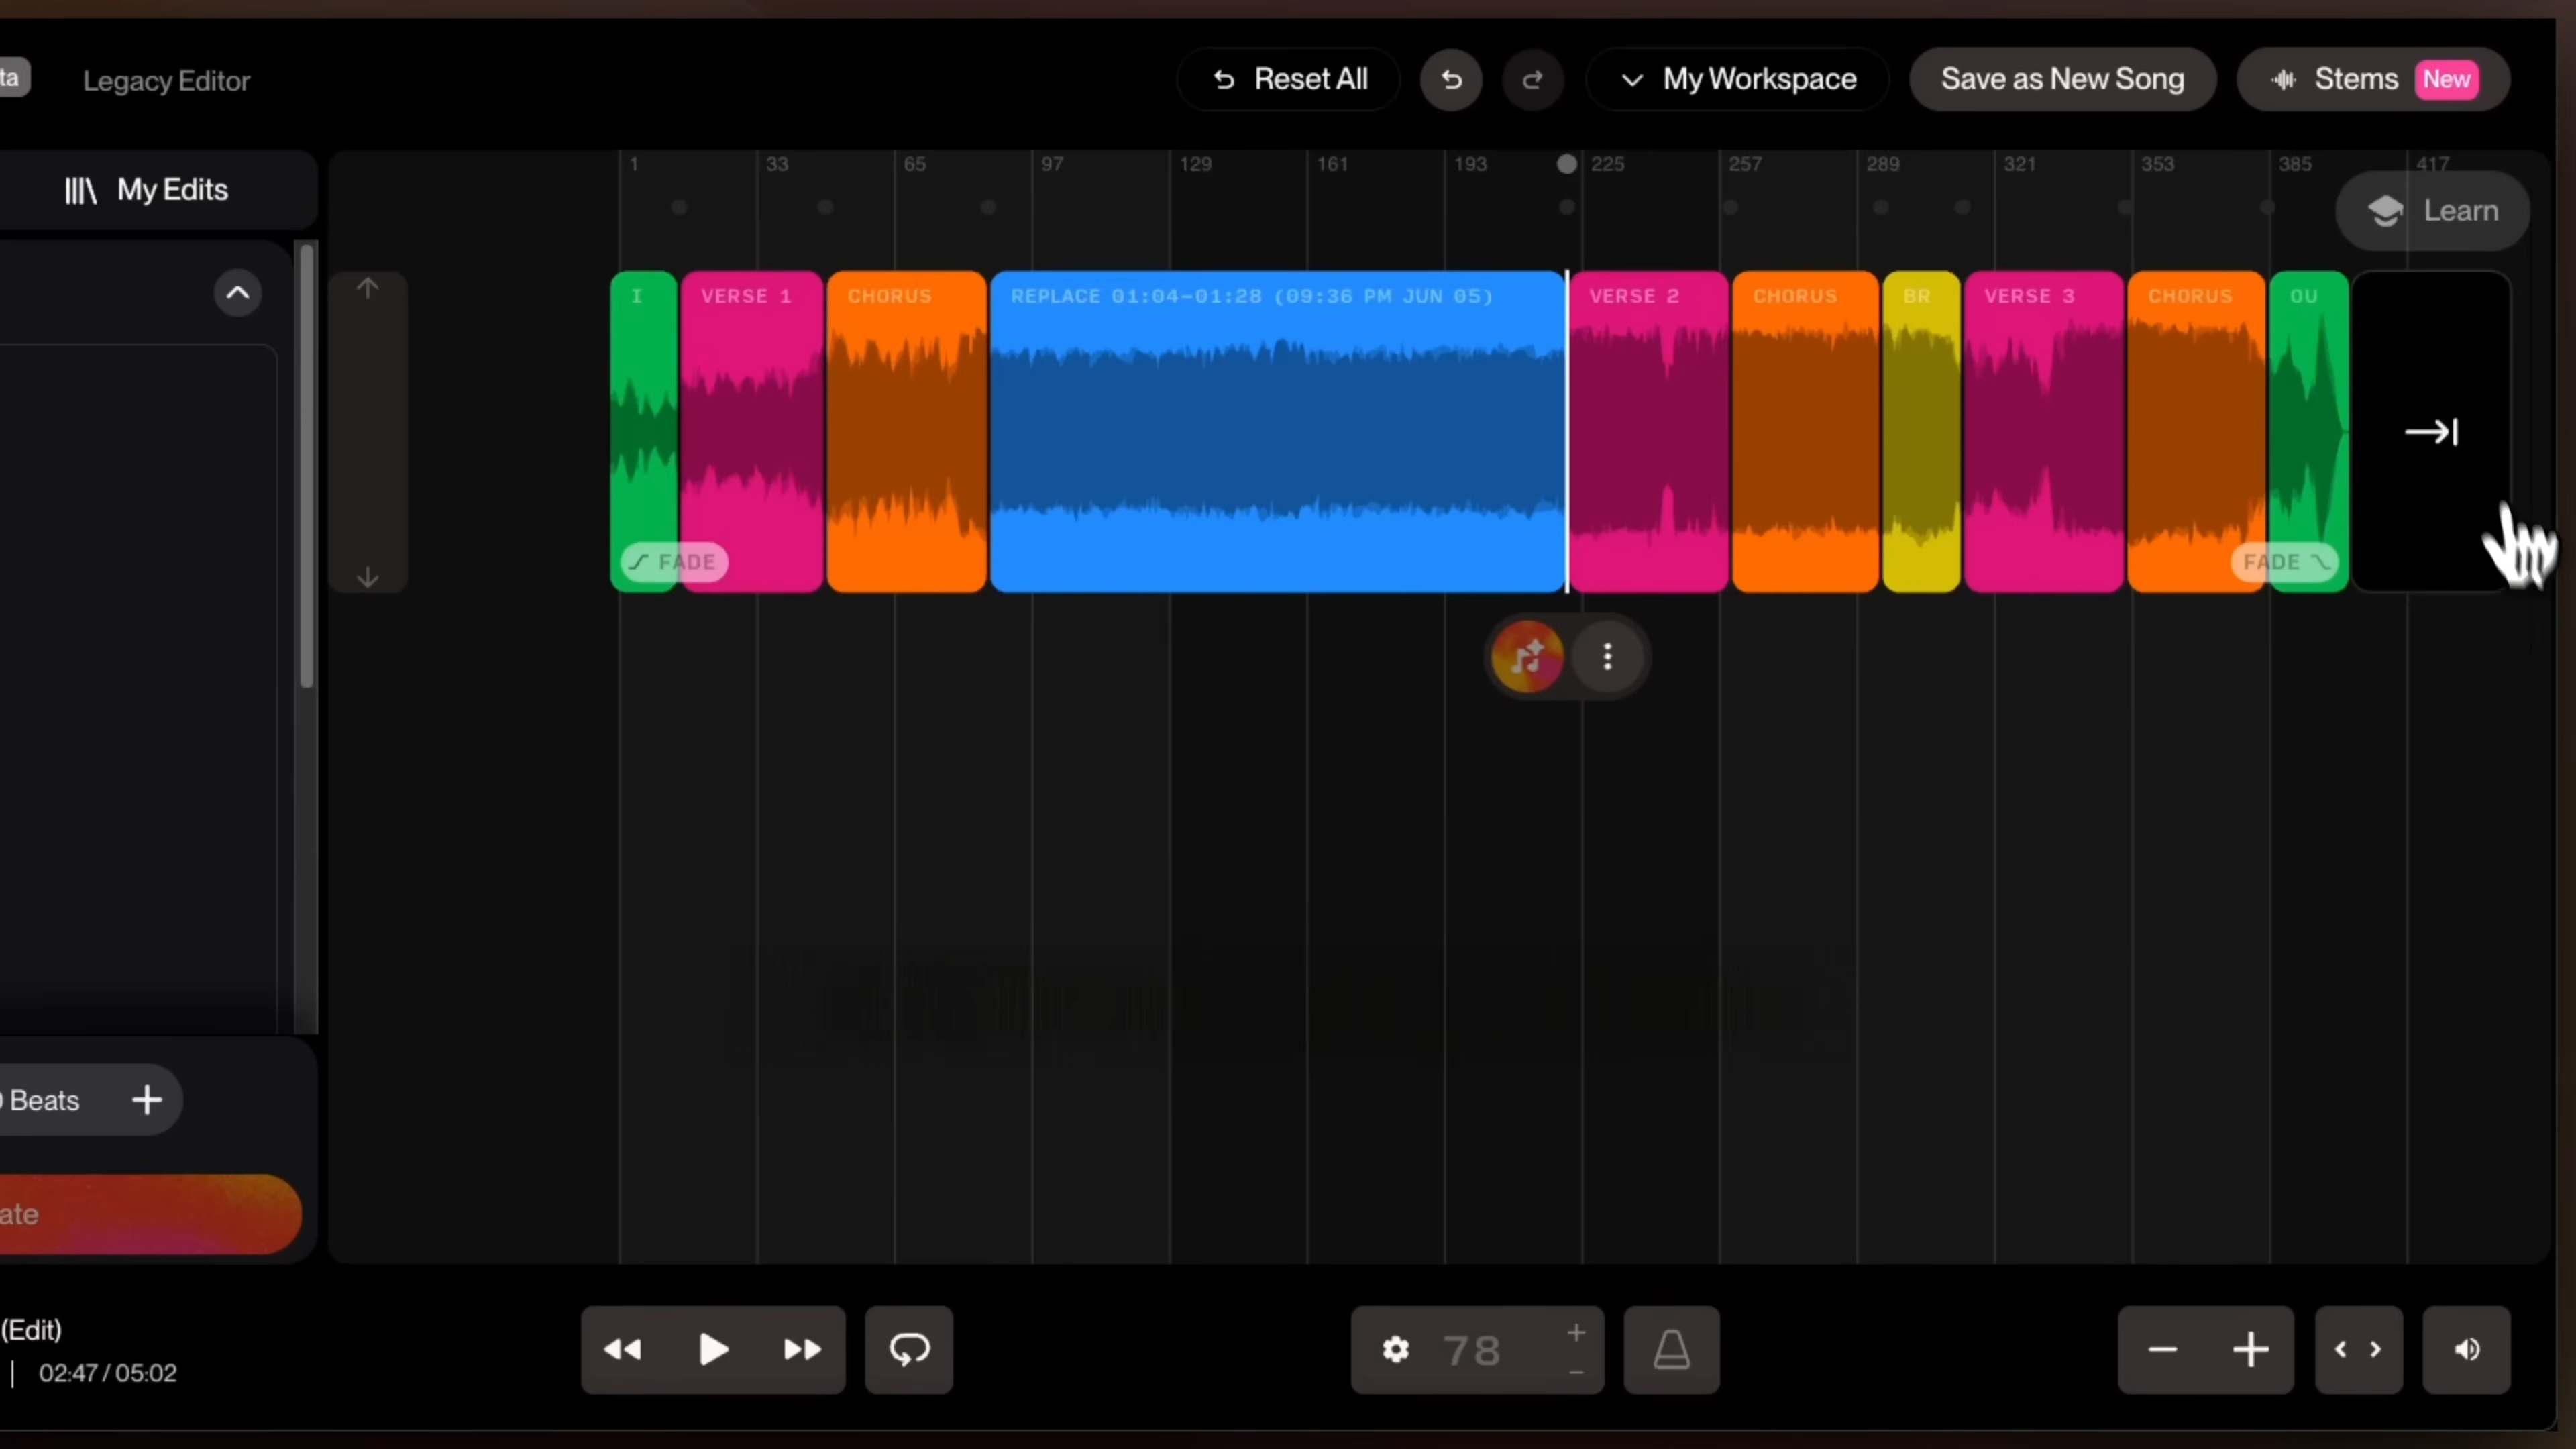 ta Legacy Editor Reset All My Workspace Save as New Song Stems New
My Edits
1 33 65 97 129 161 193 225 257 289 321 353 385 417
Learn
I VERSE 1 CHORUS REPLACE 01:04–01:28 (09:36 PM JUN 05) VERSE 2 CHORUS BR VERSE 3 CHORUS OU
FADE FADE
Beats +
ate
(Edit)
| 02:47 / 05:02
78 + −